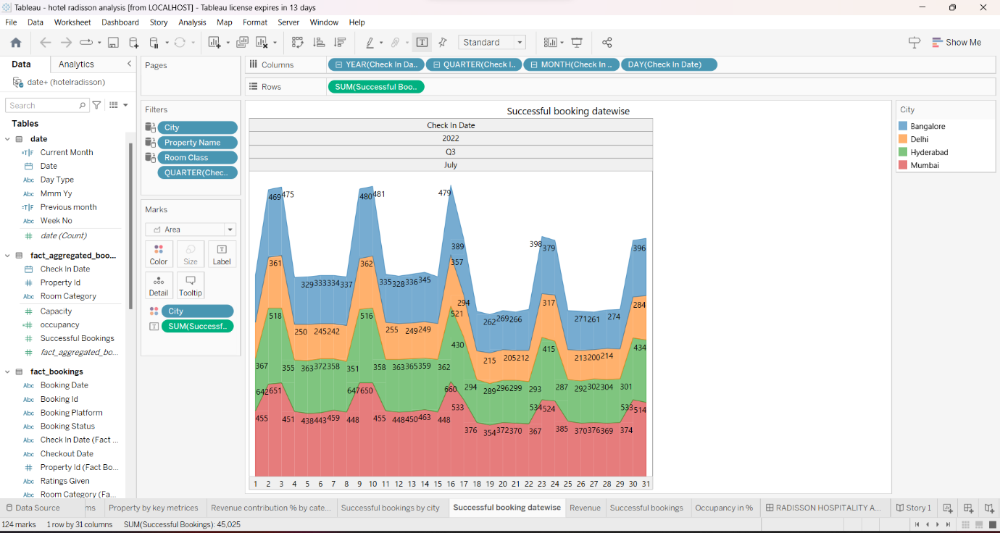 Tableau - hotel radisson analysis [from LOCALHOST] - Tableau license expires in 13 days
File Data Worksheet Dashboard Story Analysis Map Format Server Window Help
Standard Show Me
Data Analytics
date+ (hotelradisson)
Search
Tables
date
=T|F Current Month
Date
Abc Day Type
Abc Mmm Yy
=T|F Previous month
Abc Week No
# date (Count)
fact_aggregated_boo...
Check In Date
# Property Id
Abc Room Category
# Capacity
=# occupancy
# Successful Bookings
# fact_aggregated_bo...
fact_bookings
Abc Booking Date
Abc Booking Id
Abc Booking Platform
Abc Booking Status
Abc Check In Date (Fact ...
Abc Checkout Date
# Property Id (Fact Bo...
Abc Ratings Given
Abc Room Category (Fa...
Pages
Filters
City
Property Name
Room Class
QUARTER(Chec..
Marks
Area
Color Size Label
Detail Tooltip
City
SUM(Successf..
Columns YEAR(Check In Da.. QUARTER(Check I.. MONTH(Check In .. DAY(Check In Date)
Rows SUM(Successful Boo..
Successful booking datewise
Check In Date
2022
Q3
July
469 475 480 481 479 389 398 379 396
329 333 334 337 335 328 336 345 262 269 266 271 261 274
361 362 357 294 317 284
250 245 242 255 249 249 215 205 212 213 200 214
518 516 521 430 415 434
367 355 363 372 358 351 358 363 365 359 362 294 289 296 299 293 287 292 302 304 301
642 651 647 650 660 533 534 524 533 514
455 451 438 443 459 448 455 448 450 463 448 376 354 372 370 367 385 370 376 369 374
1 2 3 4 5 6 7 8 9 10 11 12 13 14 15 16 17 18 19 20 21 22 23 24 25 26 27 28 29 30 31
City
Bangalore
Delhi
Hyderabad
Mumbai
Data Source ms Property by key metrices Revenue contribution % by cate... Successful bookings by city Successful booking datewise Revenue Successful bookings Occupancy in % RADISSON HOSPITALITY A... Story 1
124 marks 1 row by 31 columns SUM(Successful Bookings): 45,025